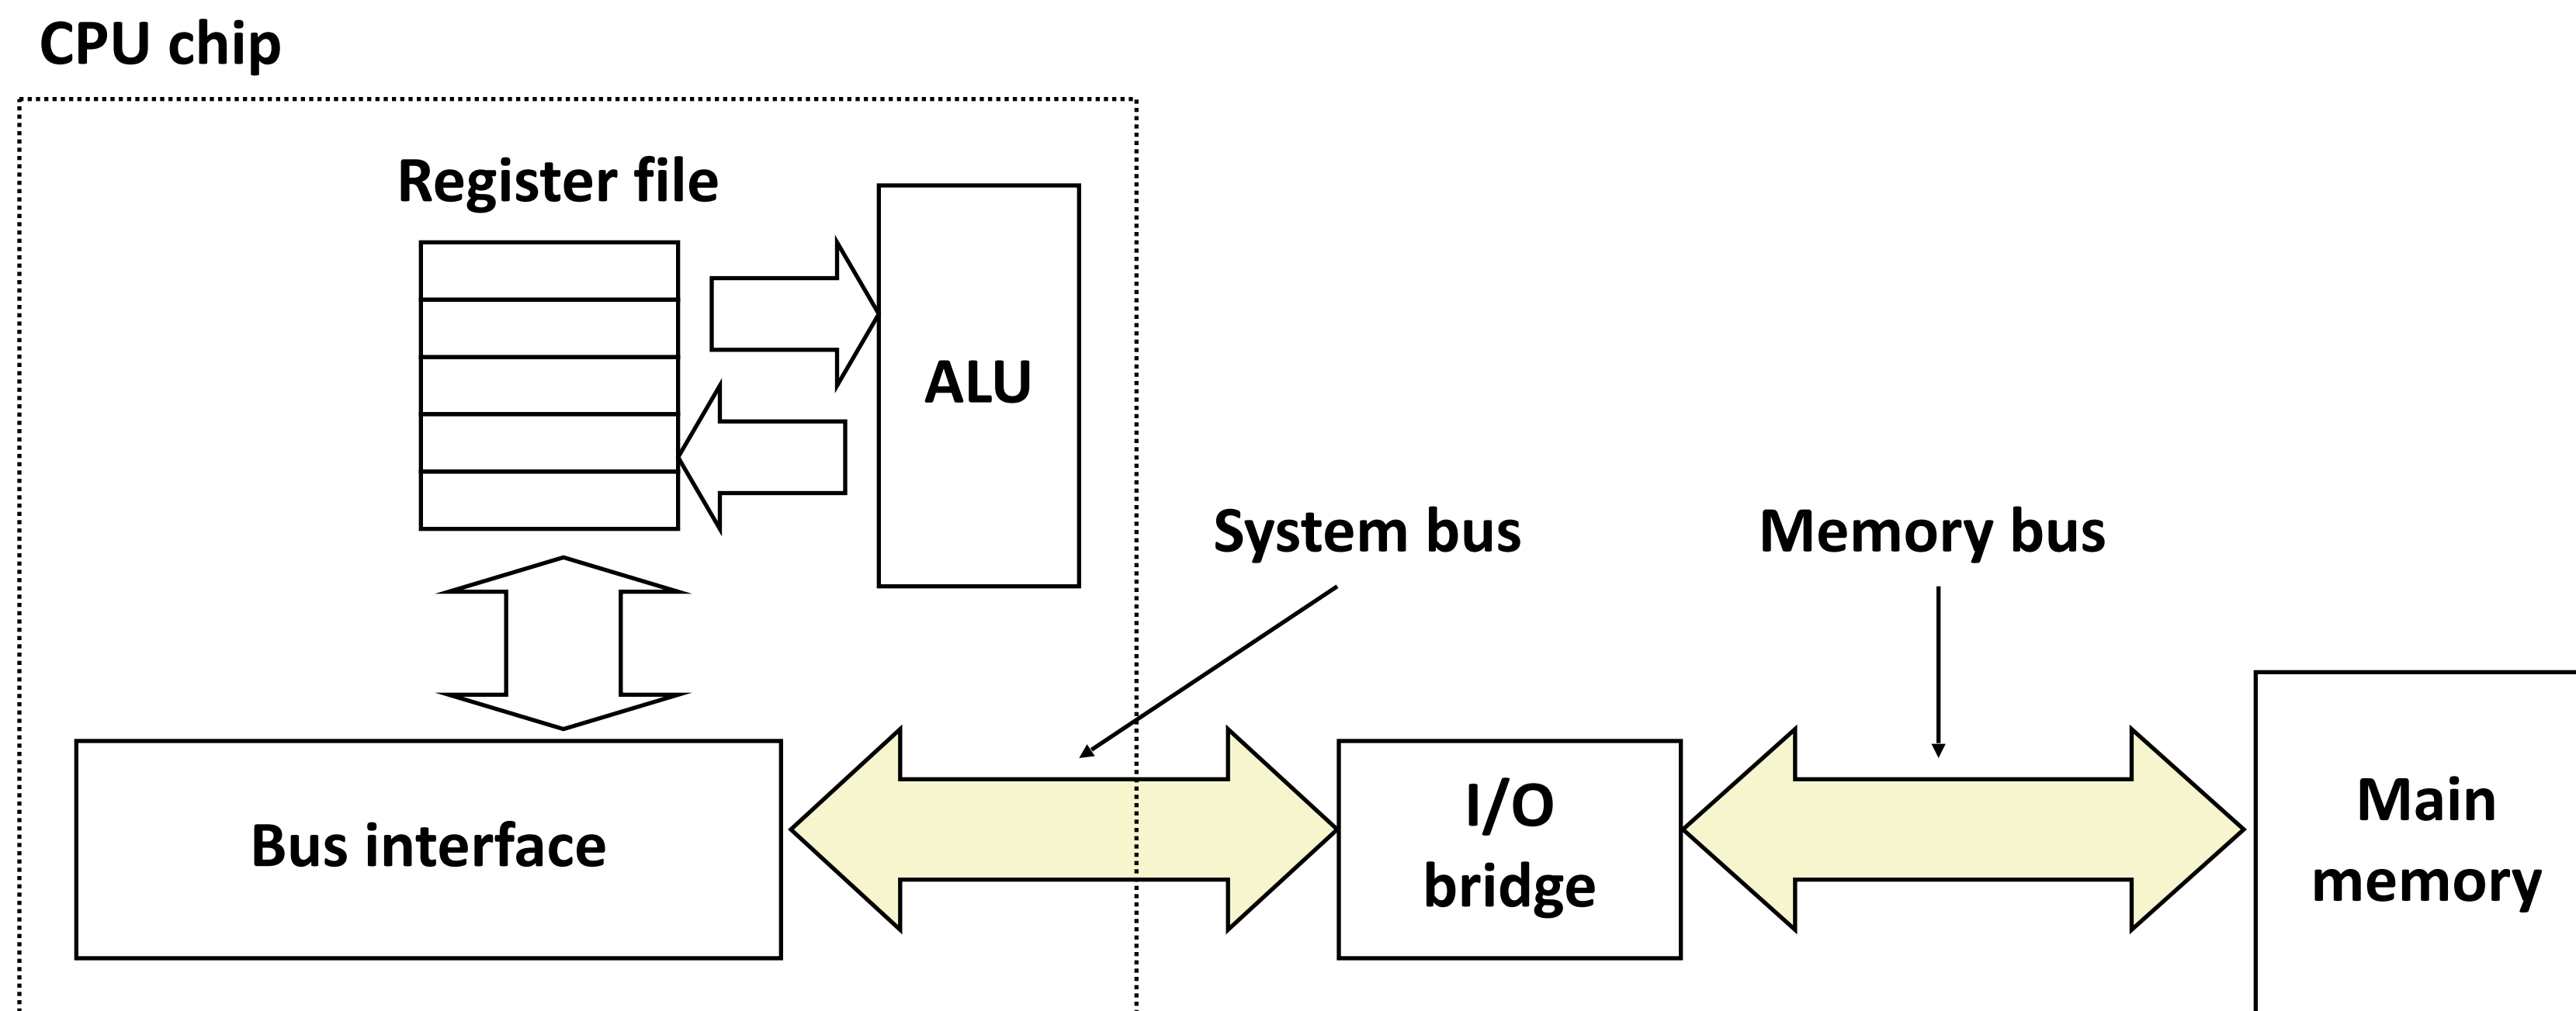 CPU chip
Register file
ALU
System bus
Memory bus
Bus interface
I/O
bridge
Main
memory